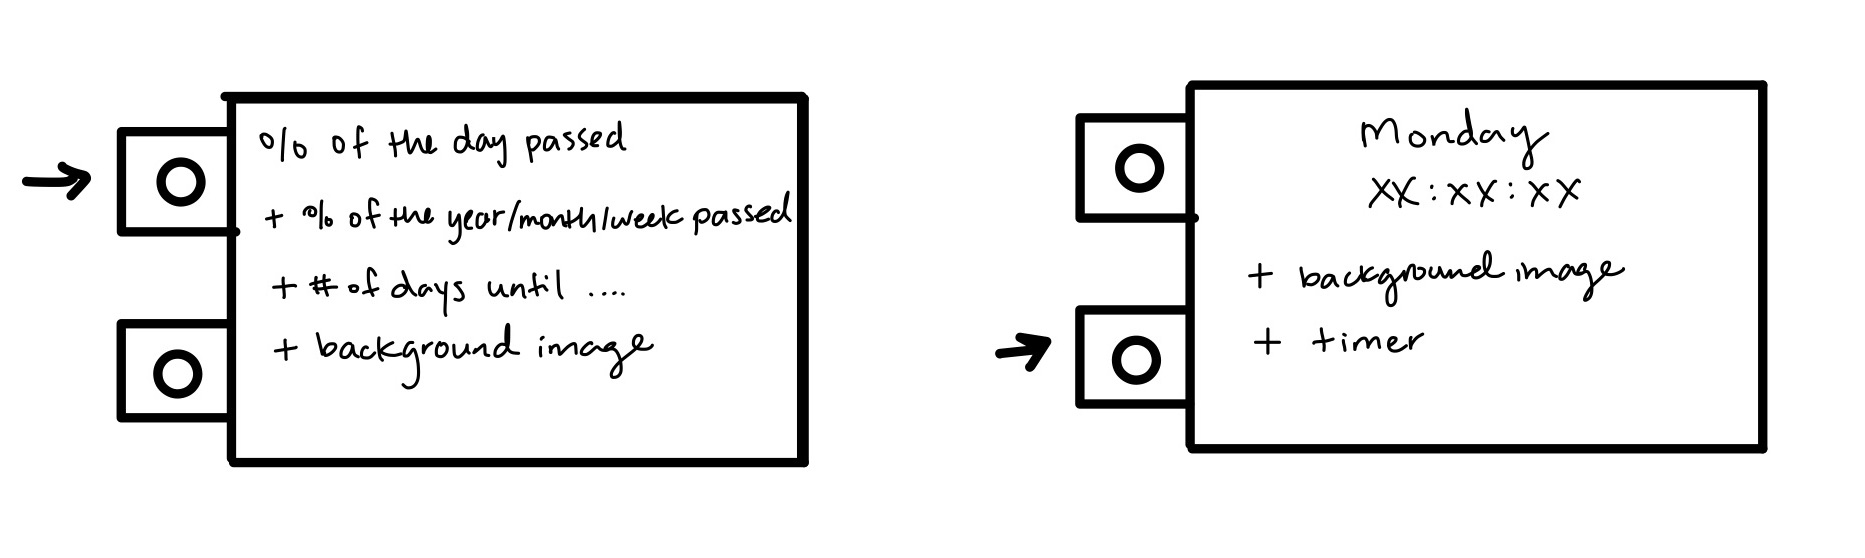 % of the day passed
+ % of the year/month/week passed
+ # of days until ....
+ background image
Monday
XX:XX:XX
+ background image
+ timer